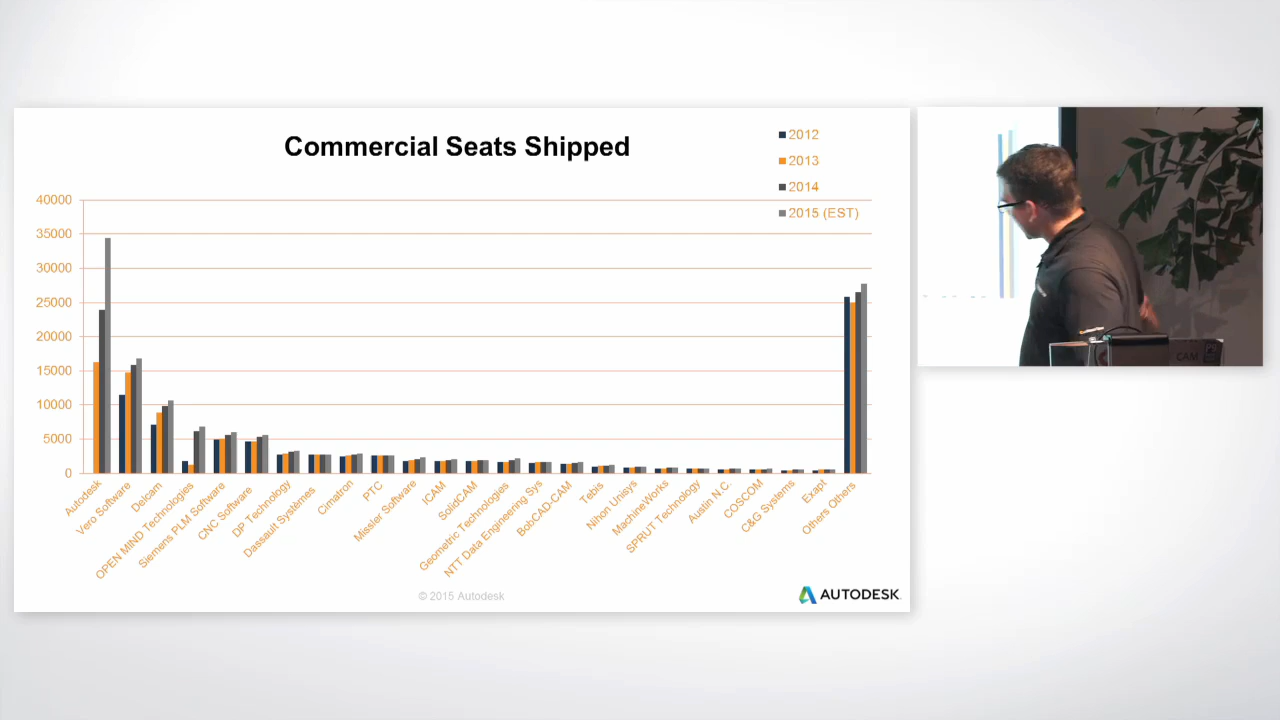 Commercial Seats Shipped
2012
2013
2014
2015 (EST)
40000
35000
30000
25000
20000
15000
10000
5000
0
Autodesk
Vero Software
Delcam
OPEN MIND Technologies
Siemens PLM Software
CNC Software
DP Technology
Dassault Systèmes
Cimatron
PTC
Missler Software
ICAM
SolidCAM
Geometric Technologies
NTT Data Engineering Sys
BobCAD-CAM
Tebis
Nihon Unisys
MachineWorks
SPRUT Technology
Austin N.C.
COSCOM
C&G Systems
Exapt
Others Others
© 2015 Autodesk
AUTODESK.
CAM